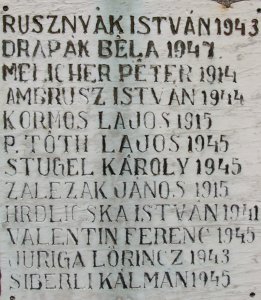 RUSZNYÁK ISTVÁN 1943
DRAPÁK BÉLA 1947
MELICHER PÉTER 1914
AMBRUSZ ISTVÁN 1944
KORMOS LAJOS 1915
P. TÓTH LAJOS 1945
STUGEL KÁROLY 1945
ZALEZÁK JÁNOS 1915
HRDLICSKA ISTVÁN 1941
VALENTIN FERENC 1945
JURIGA LŐRINCZ 1943
SIBERLI KÁLMÁN 1945